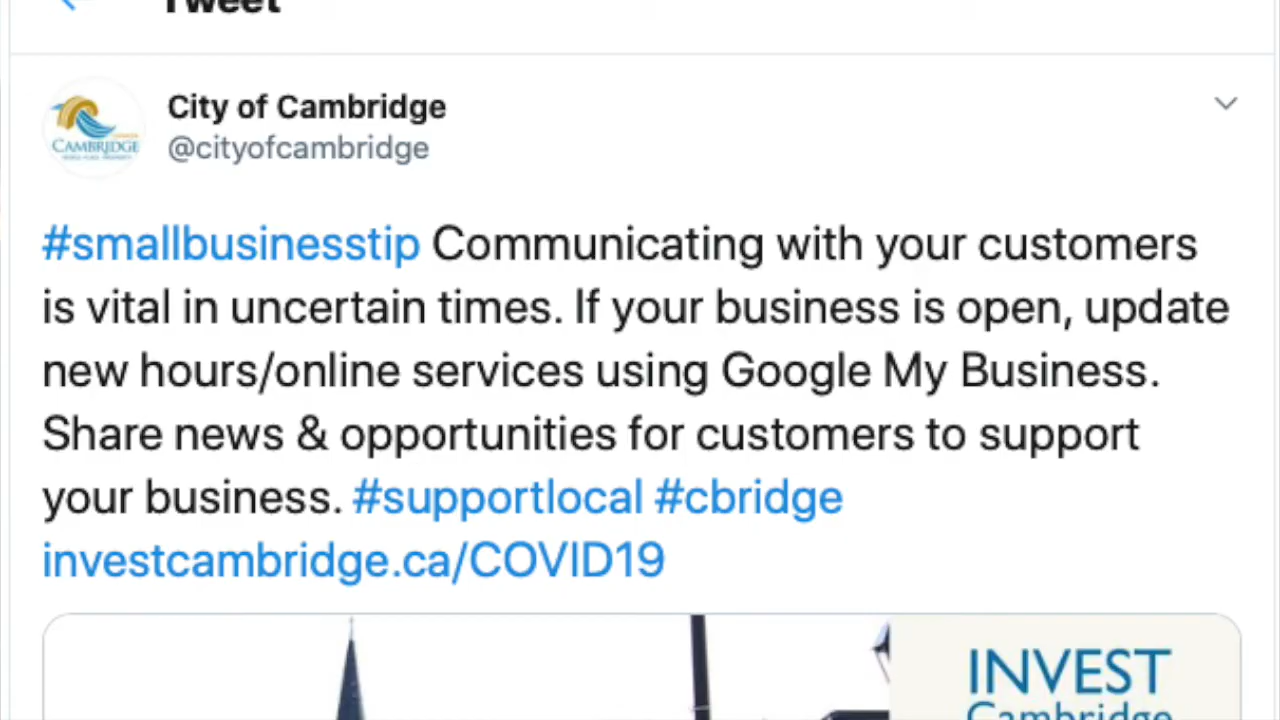 Tweet
City of Cambridge
@cityofcambridge
CAMBRIDGE
#smallbusinesstip Communicating with your customers
is vital in uncertain times. If your business is open, update
new hours/online services using Google My Business.
Share news & opportunities for customers to support
your business. #supportlocal #cbridge
investcambridge.ca/COVID19
INVEST
Cambridge